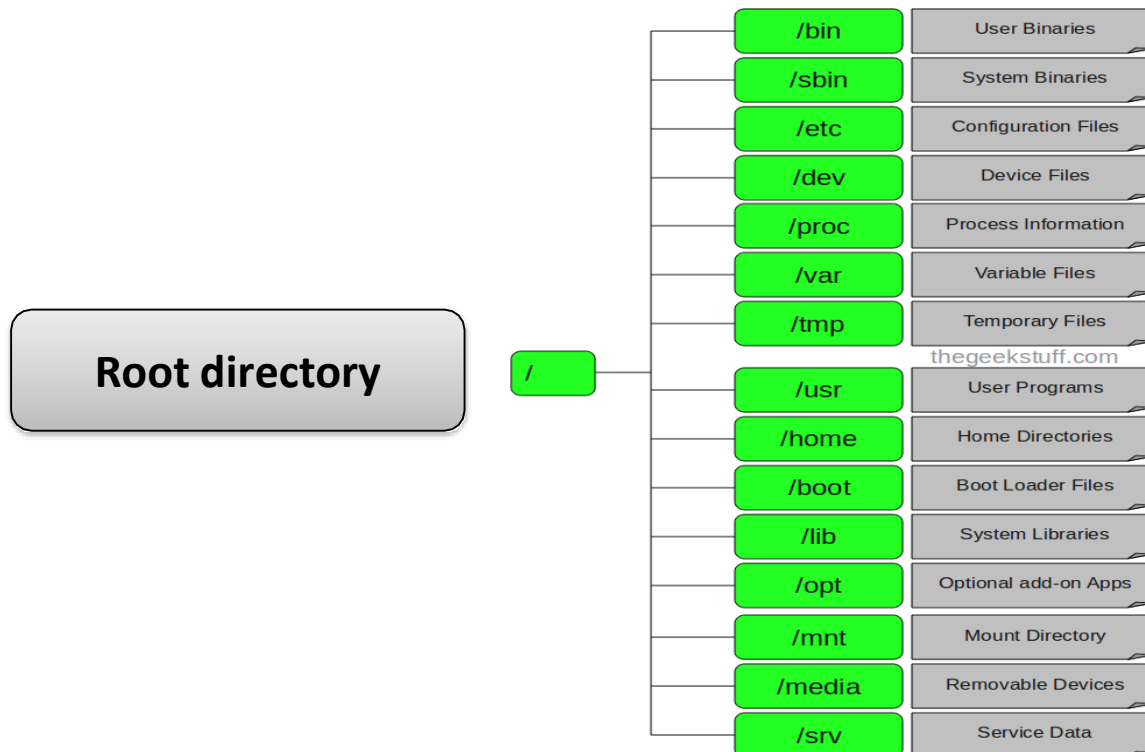 /bin User Binaries
/sbin System Binaries
/etc Configuration Files
/dev Device Files
/proc Process Information
/var Variable Files
/tmp Temporary Files
thegeekstuff.com
Root directory
/
/usr User Programs
/home Home Directories
/boot Boot Loader Files
/lib System Libraries
/opt Optional add-on Apps
/mnt Mount Directory
/media Removable Devices
/srv Service Data